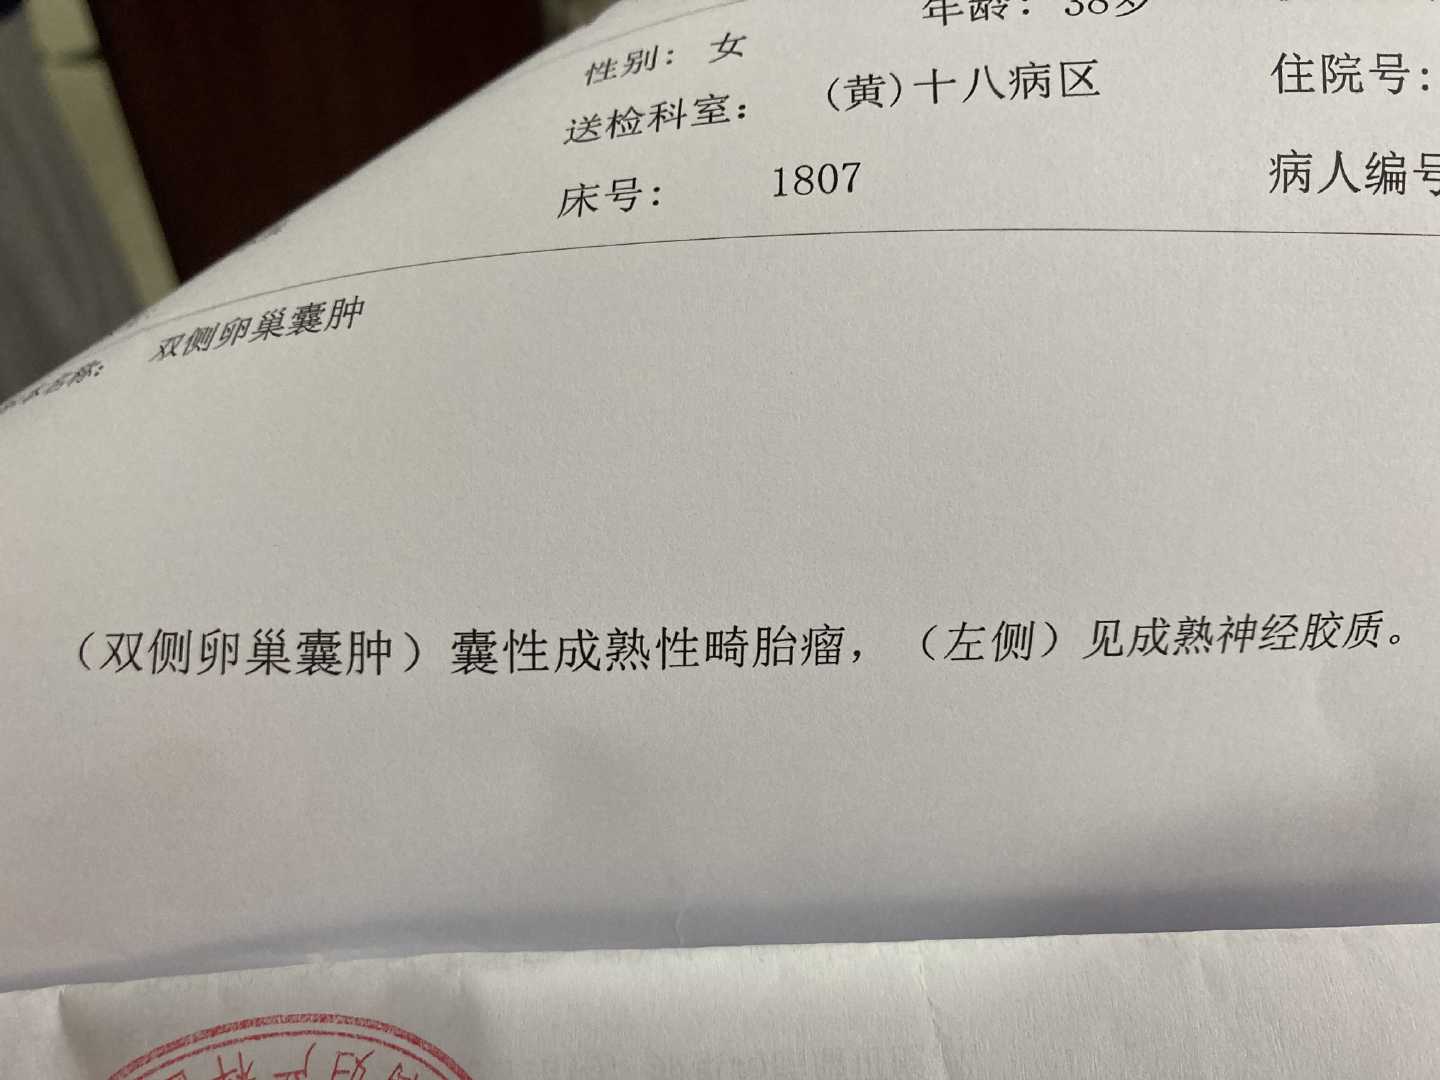 年龄：38岁
性别：女
送检科室： (黄)十八病区 住院号：
床号： 1807 病人编号
名称： 双侧卵巢囊肿
（双侧卵巢囊肿）囊性成熟性畸胎瘤，（左侧）见成熟神经胶质。